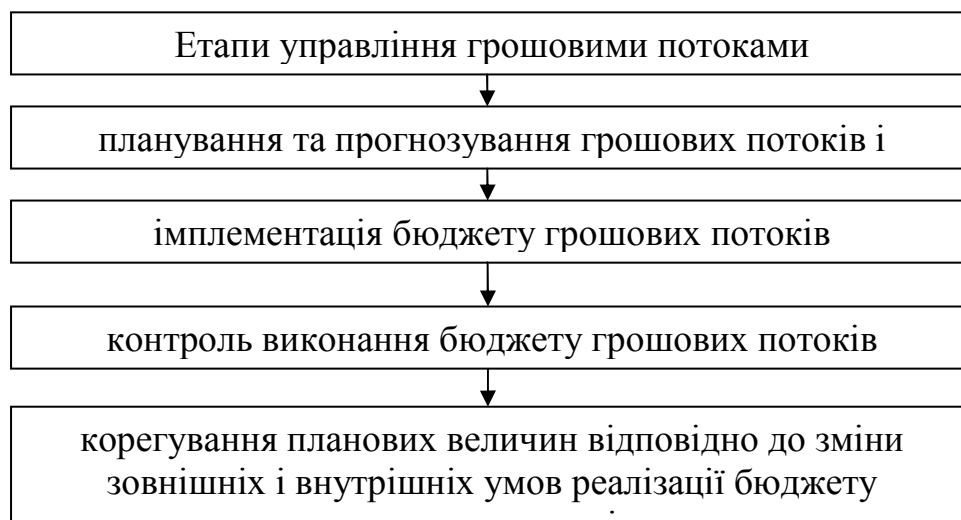 Етапи управління грошовими потоками
планування та прогнозування грошових потоків і
імплементація бюджету грошових потоків
контроль виконання бюджету грошових потоків
корегування планових величин відповідно до зміни
зовнішніх і внутрішніх умов реалізації бюджету